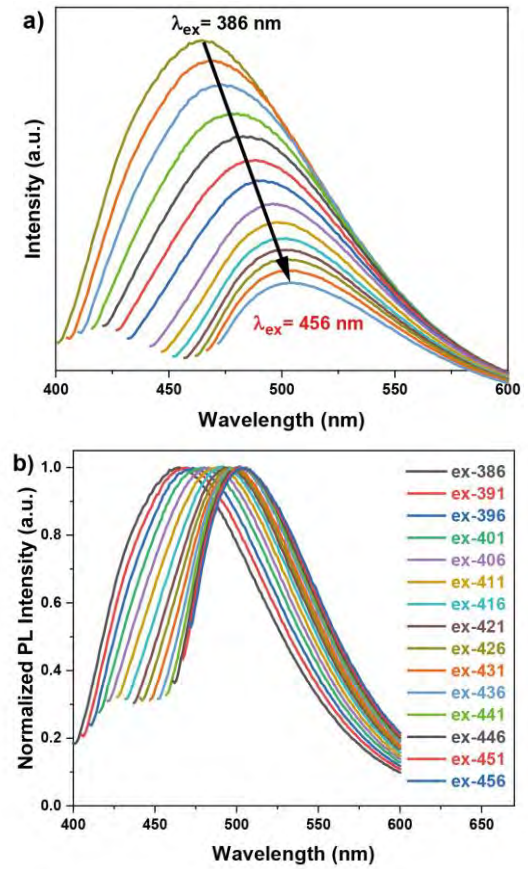 a)
λex= 386 nm
Intensity (a.u.)
λex= 456 nm
400 450 500 550 600
Wavelength (nm)
b)
1.0
0.8
0.6
0.4
0.2
0.0
Normalized PL Intensity (a.u.)
ex-386
ex-391
ex-396
ex-401
ex-406
ex-411
ex-416
ex-421
ex-426
ex-431
ex-436
ex-441
ex-446
ex-451
ex-456
400 450 500 550 600 650
Wavelength (nm)